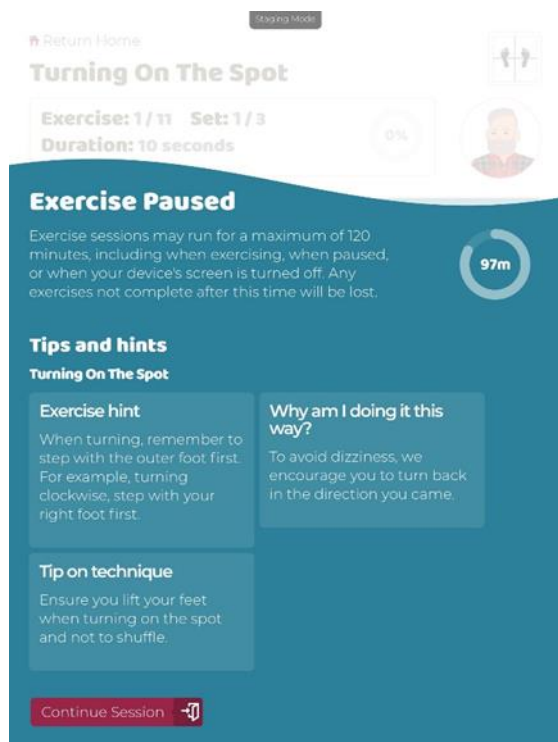 Staging Mode
Return Home
Turning On The Spot
Exercise: 1 / 11 Set: 1 / 3
Duration: 10 seconds
0%
Exercise Paused
Exercise sessions may run for a maximum of 120
minutes, including when exercising, when paused,
or when your device's screen is turned off. Any
exercises not complete after this time will be lost.
97m
Tips and hints
Turning On The Spot
Exercise hint
When turning, remember to
step with the outer foot first.
For example, turning
clockwise, step with your
right foot first.
Why am I doing it this
way?
To avoid dizziness, we
encourage you to turn back
in the direction you came.
Tip on technique
Ensure you lift your feet
when turning on the spot
and not to shuffle.
Continue Session